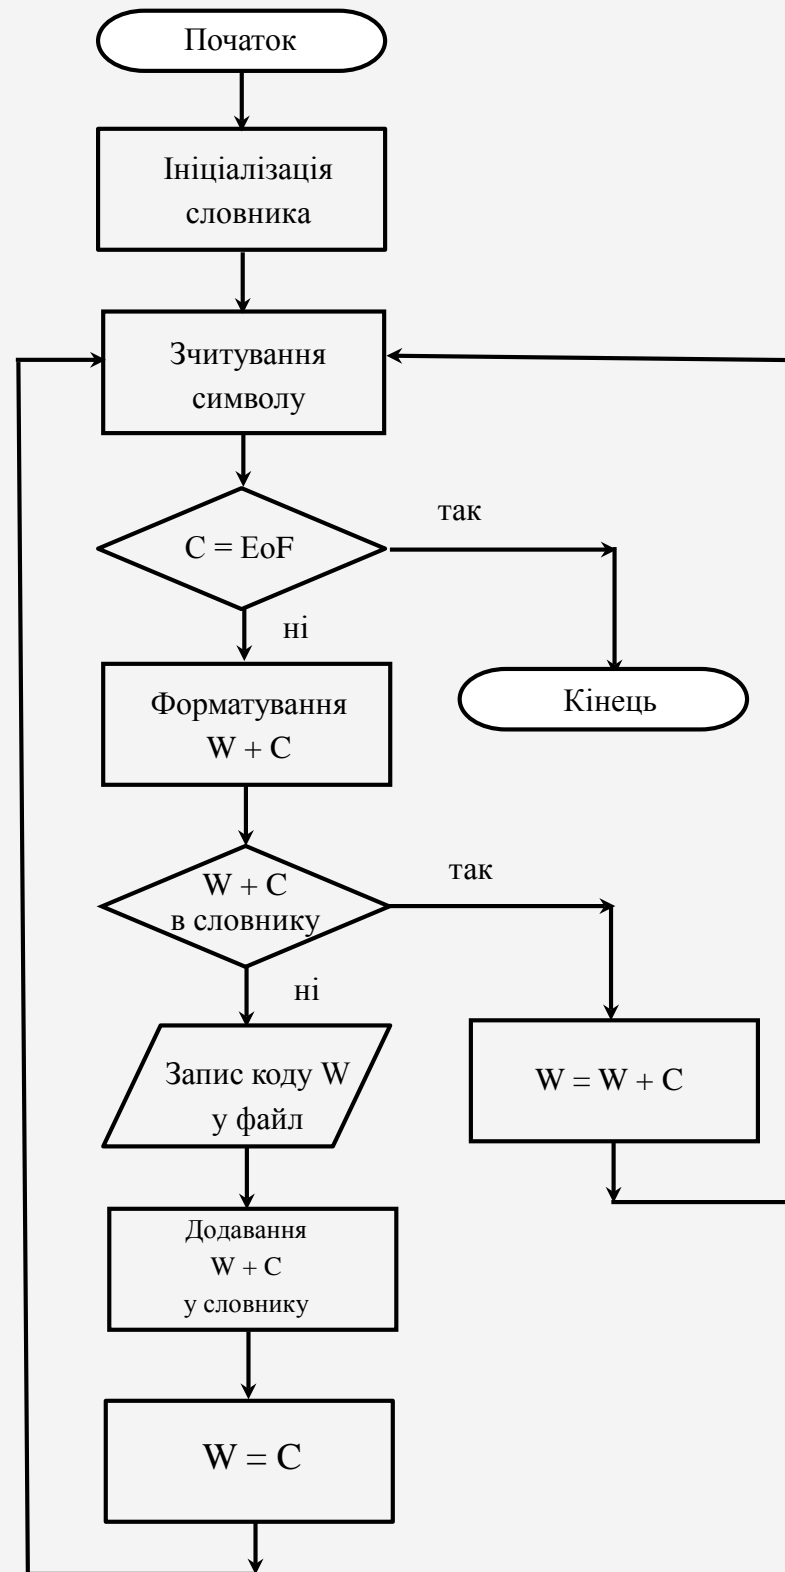 Початок
Ініціалізація
словника
Зчитування
символу
C = EoF
так
ні
Форматування
W + C
Кінець
W + C
в словнику
так
ні
Запис коду W
у файл
W = W + C
Додавання
W + C
у словнику
W = C